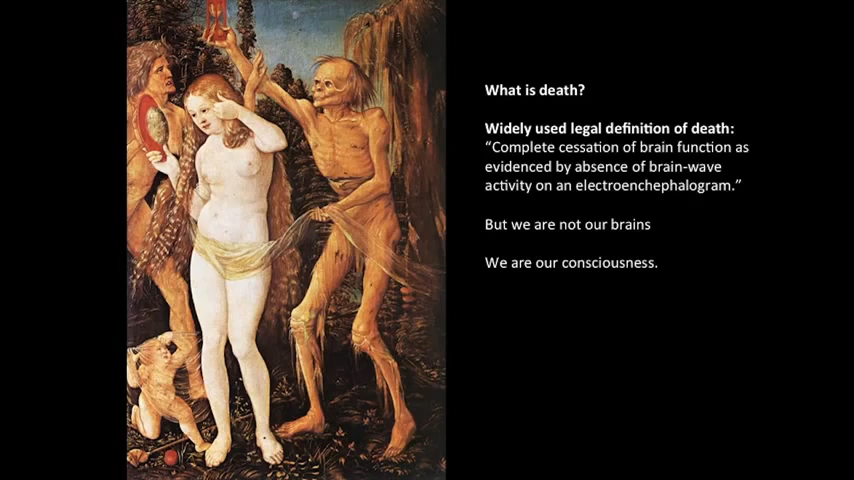 What is death?
Widely used legal definition of death:
“Complete cessation of brain function as
evidenced by absence of brain-wave
activity on an electroenchephalogram.”
But we are not our brains
We are our consciousness.